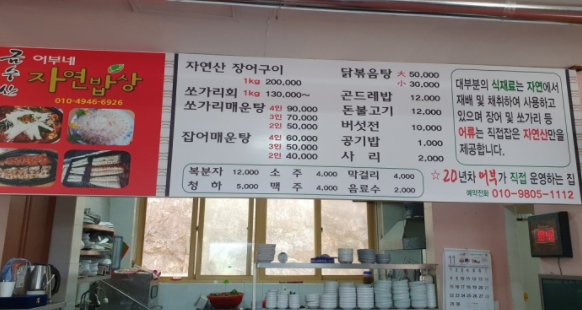 금수산
어부네
자연밥상
010-4946-6926
자연산 장어구이
1kg 200,000
쏘가리회 1kg 130,000~
쏘가리매운탕 4인 90,000
3인 70,000
2인 50,000
잡어매운탕 4인 60,000
3인 50,000
2인 40,000
닭볶음탕 大 50,000
小 30,000
곤드레밥 12,000
돈불고기 12,000
버섯전 10,000
공기밥 1,000
사 리 2,000
복분자 12,000 소 주 4,000 막걸리 4,000
청 하 5,000 맥 주 4,000 음료수 2,000
대부분의 식재료는 자연에서
재배 및 채취하여 사용하고
있으며 장어 및 쏘가리 등
어류는 직접잡은 자연산만을
제공합니다.
☆20년차 어부가 직접 운영하는 집
예약전화 010-9805-1112
11